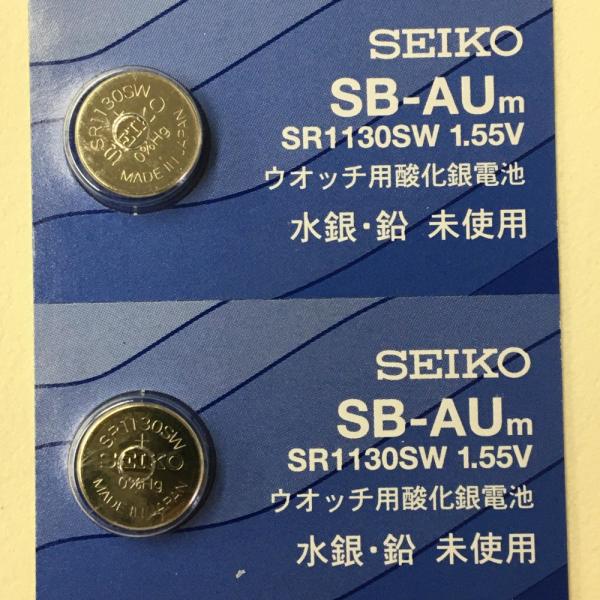 SEIKO
SB-AUm
SR1130SW 1.55V
ウオッチ用酸化銀電池
水銀・鉛 未使用
SR1130SW
SEIKO
0%Hg
MADE IN JAPAN
SEIKO
SB-AUm
SR1130SW 1.55V
ウオッチ用酸化銀電池
水銀・鉛 未使用
SR1130SW
+
SEIKO
0%Hg
MADE IN JAPAN